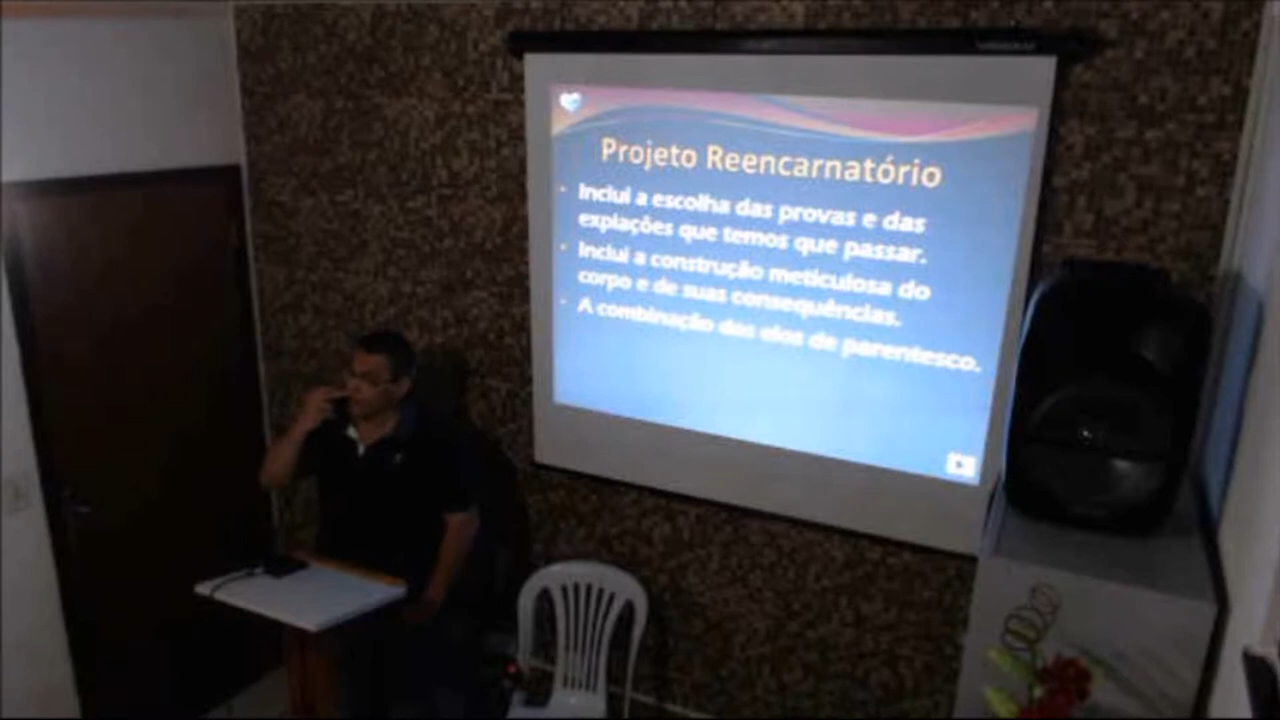 Projeto Reencarnatório
Inclui a escolha das provas e das
expiações que temos que passar.
Inclui a construção meticulosa do
corpo e de suas consequências.
A combinação dos elos de parentesco.